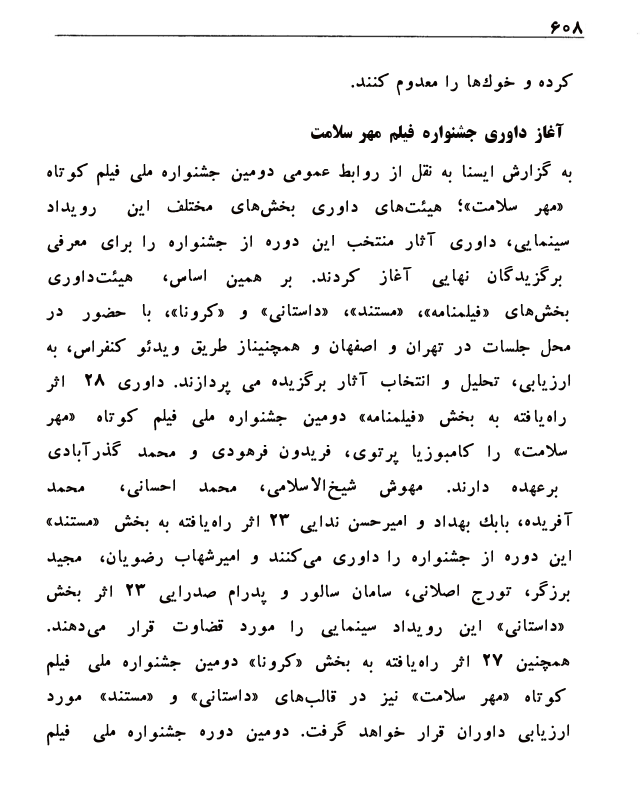 ۶۰۸
کرده و خوك‌ها را معدوم کنند.
آغاز داوری جشنواره فیلم مهر سلامت
به گزارش ایسنا به نقل از روابط عمومی دومین جشنواره ملی فیلم کوتاه
«مهر سلامت»؛ هیئت‌های داوری بخش‌های مختلف این رویداد
سینمایی، داوری آثار منتخب این دوره از جشنواره را برای معرفی
برگزیدگان نهایی آغاز کردند. بر همین اساس، هیئت‌داوری
بخش‌های «فیلمنامه»، «مستند»، «داستانی» و «کرونا»، با حضور در
محل جلسات در تهران و اصفهان و همچنیناز طریق ویدئو کنفراس، به
ارزیابی، تحلیل و انتخاب آثار برگزیده می پردازند. داوری ۲۸ اثر
راه‌یافته به بخش «فیلمنامه» دومین جشنواره ملی فیلم کوتاه «مهر
سلامت» را کامبوزیا پرتوی، فریدون فرهودی و محمد گذرآبادی
برعهده دارند. مهوش شیخ‌الاسلامی، محمد احسانی، محمد
آفریده، بابك بهداد و امیرحسن ندایی ۲۳ اثر راه‌یافته به بخش «مستند»
این دوره از جشنواره را داوری می‌کنند و امیرشهاب رضویان، مجید
برزگر، تورج اصلانی، سامان سالور و پدرام صدرایی ۲۳ اثر بخش
«داستانی» این رویداد سینمایی را مورد قضاوت قرار می‌دهند.
همچنین ۲۷ اثر راه‌یافته به بخش «کرونا» دومین جشنواره ملی فیلم
کوتاه «مهر سلامت» نیز در قالب‌های «داستانی» و «مستند» مورد
ارزیابی داوران قرار خواهد گرفت. دومین دوره جشنواره ملی فیلم